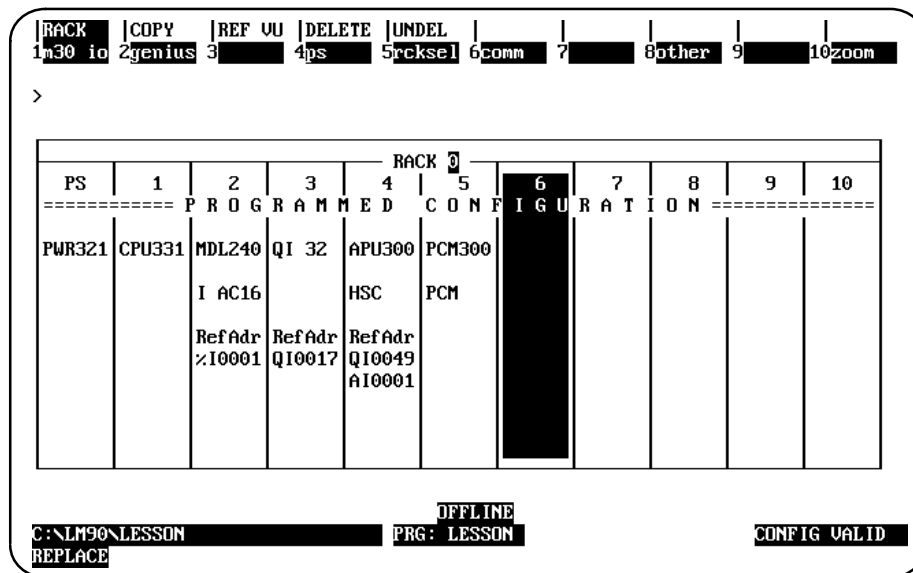 |RACK |COPY |REF VU |DELETE |UNDEL | | | | |
1m30 io 2genius 3 4ps 5rcksel 6comm 7 8other 9 10zoom
>
RACK 0
PS 1 2 3 4 5 6 7 8 9 10
============ P R O G R A M M E D C O N F I G U R A T I O N ===============
PWR321 CPU331 MDL240 QI 32 APU300 PCM300
I AC16 HSC PCM
RefAdr RefAdr RefAdr
%I0001 QI0017 QI0049
AI0001
OFFLINE
C:\LM90\LESSON PRG: LESSON CONFIG VALID
REPLACE